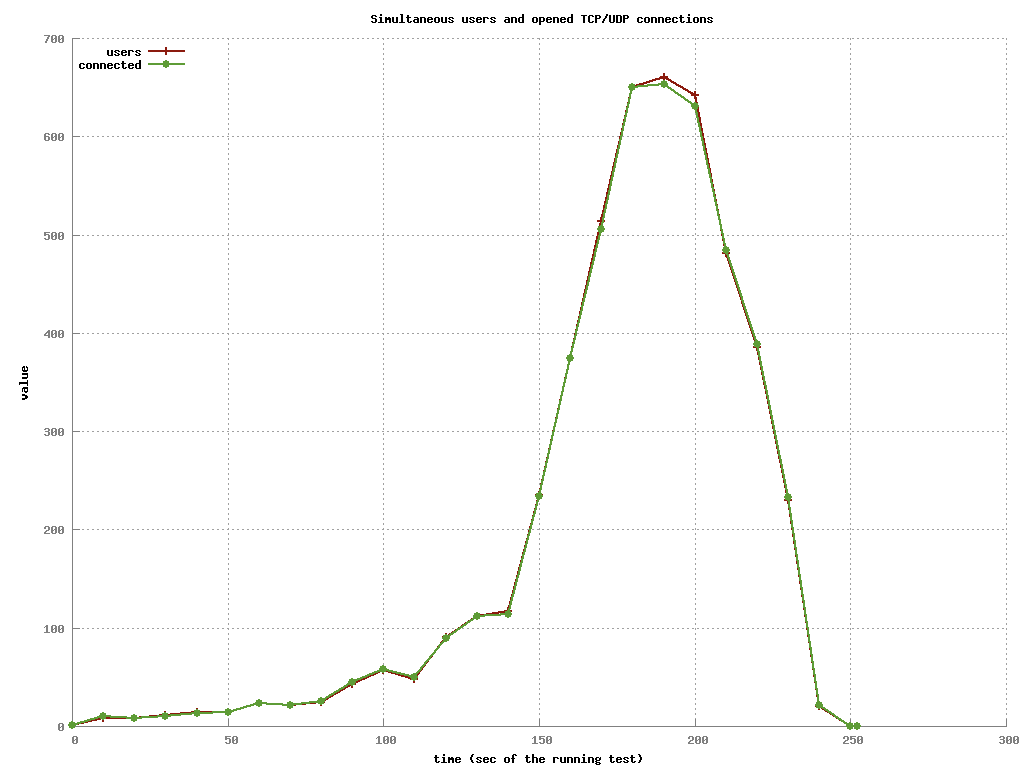 Simultaneous users and opened TCP/UDP connections
700
users
connected
600
500
400
value
300
200
100
0
0 50 100 150 200 250 300
time (sec of the running test)